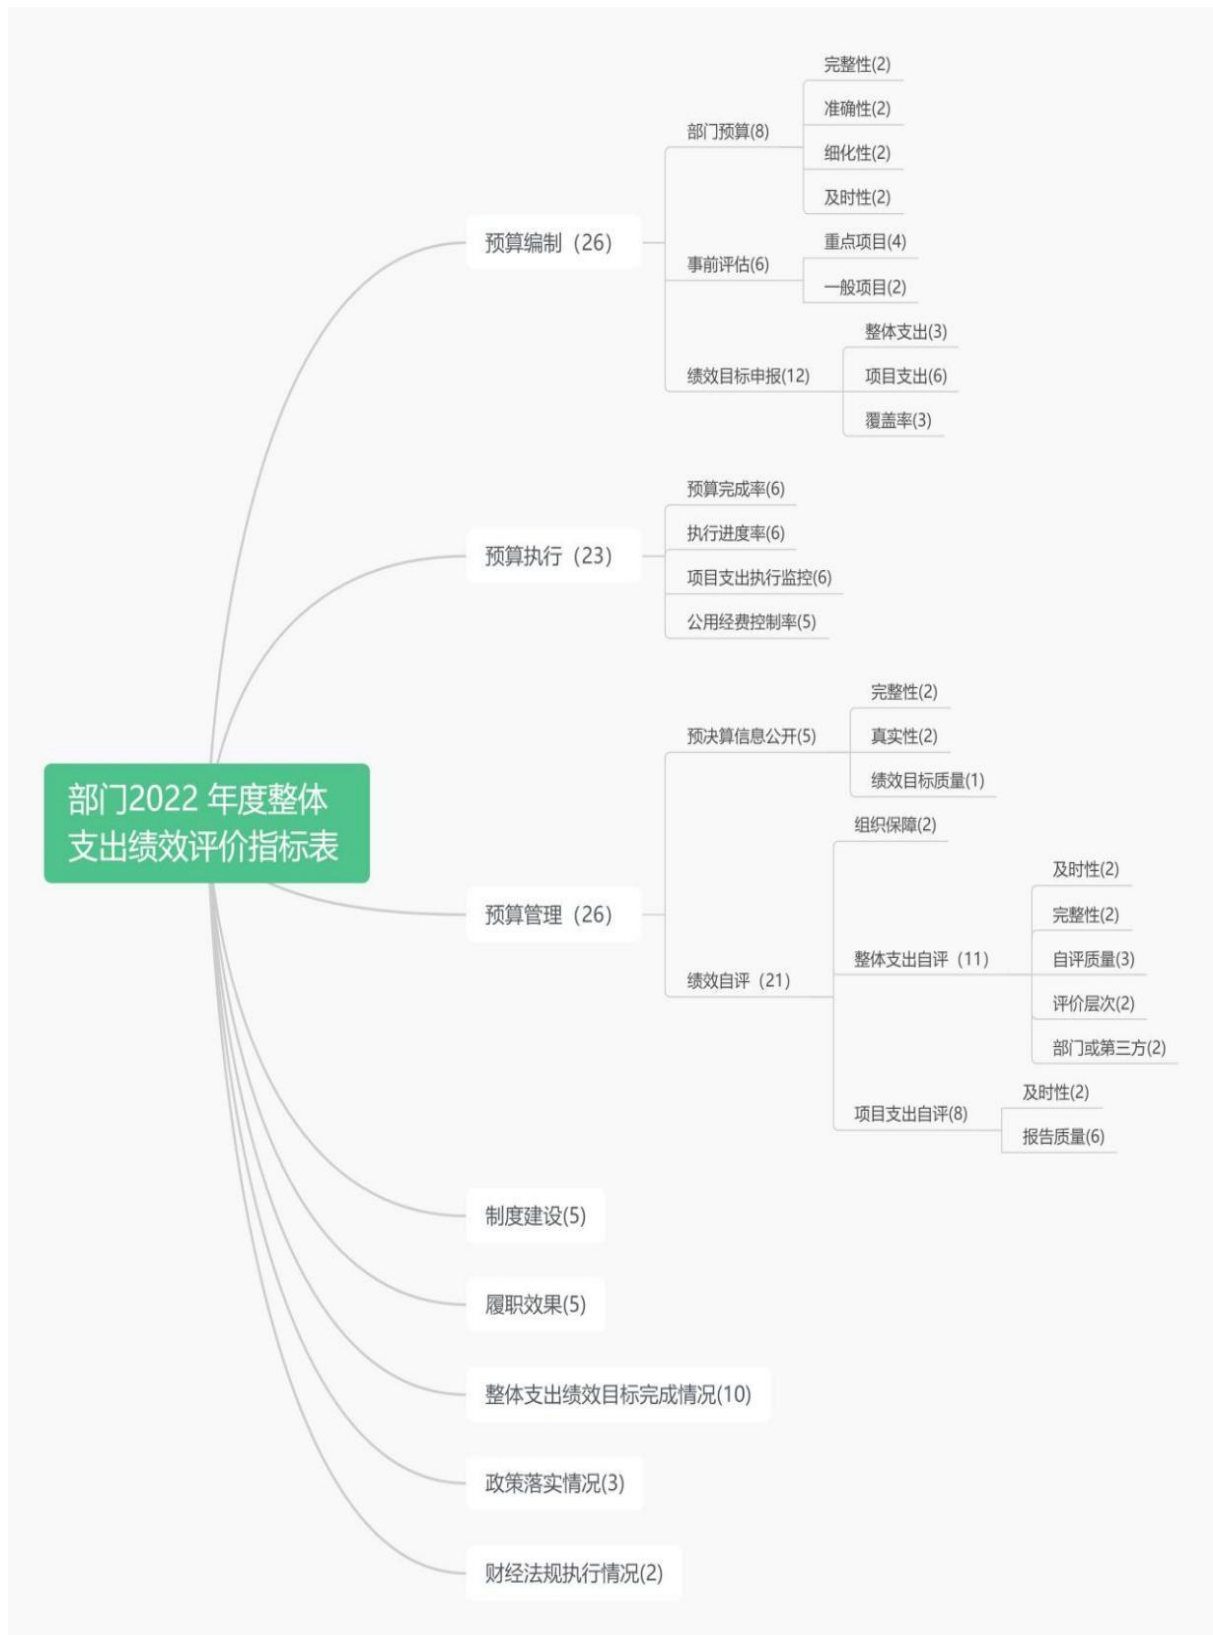 部门2022 年度整体
支出绩效评价指标表
预算编制（26）
部门预算(8)
完整性(2)
准确性(2)
细化性(2)
及时性(2)
事前评估(6)
重点项目(4)
一般项目(2)
绩效目标申报(12)
整体支出(3)
项目支出(6)
覆盖率(3)
预算执行（23）
预算完成率(6)
执行进度率(6)
项目支出执行监控(6)
公用经费控制率(5)
预算管理（26）
预决算信息公开(5)
完整性(2)
真实性(2)
绩效目标质量(1)
绩效自评（21）
组织保障(2)
整体支出自评（11）
及时性(2)
完整性(2)
自评质量(3)
评价层次(2)
部门或第三方(2)
项目支出自评(8)
及时性(2)
报告质量(6)
制度建设(5)
履职效果(5)
整体支出绩效目标完成情况(10)
政策落实情况(3)
财经法规执行情况(2)